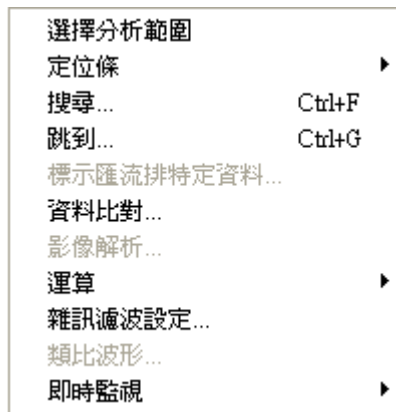 選擇分析範圍
定位條
搜尋... Ctrl+F
跳到... Ctrl+G
標示匯流排特定資料...
資料比對...
影像解析...
運算
雜訊濾波設定...
類比波形...
即時監視